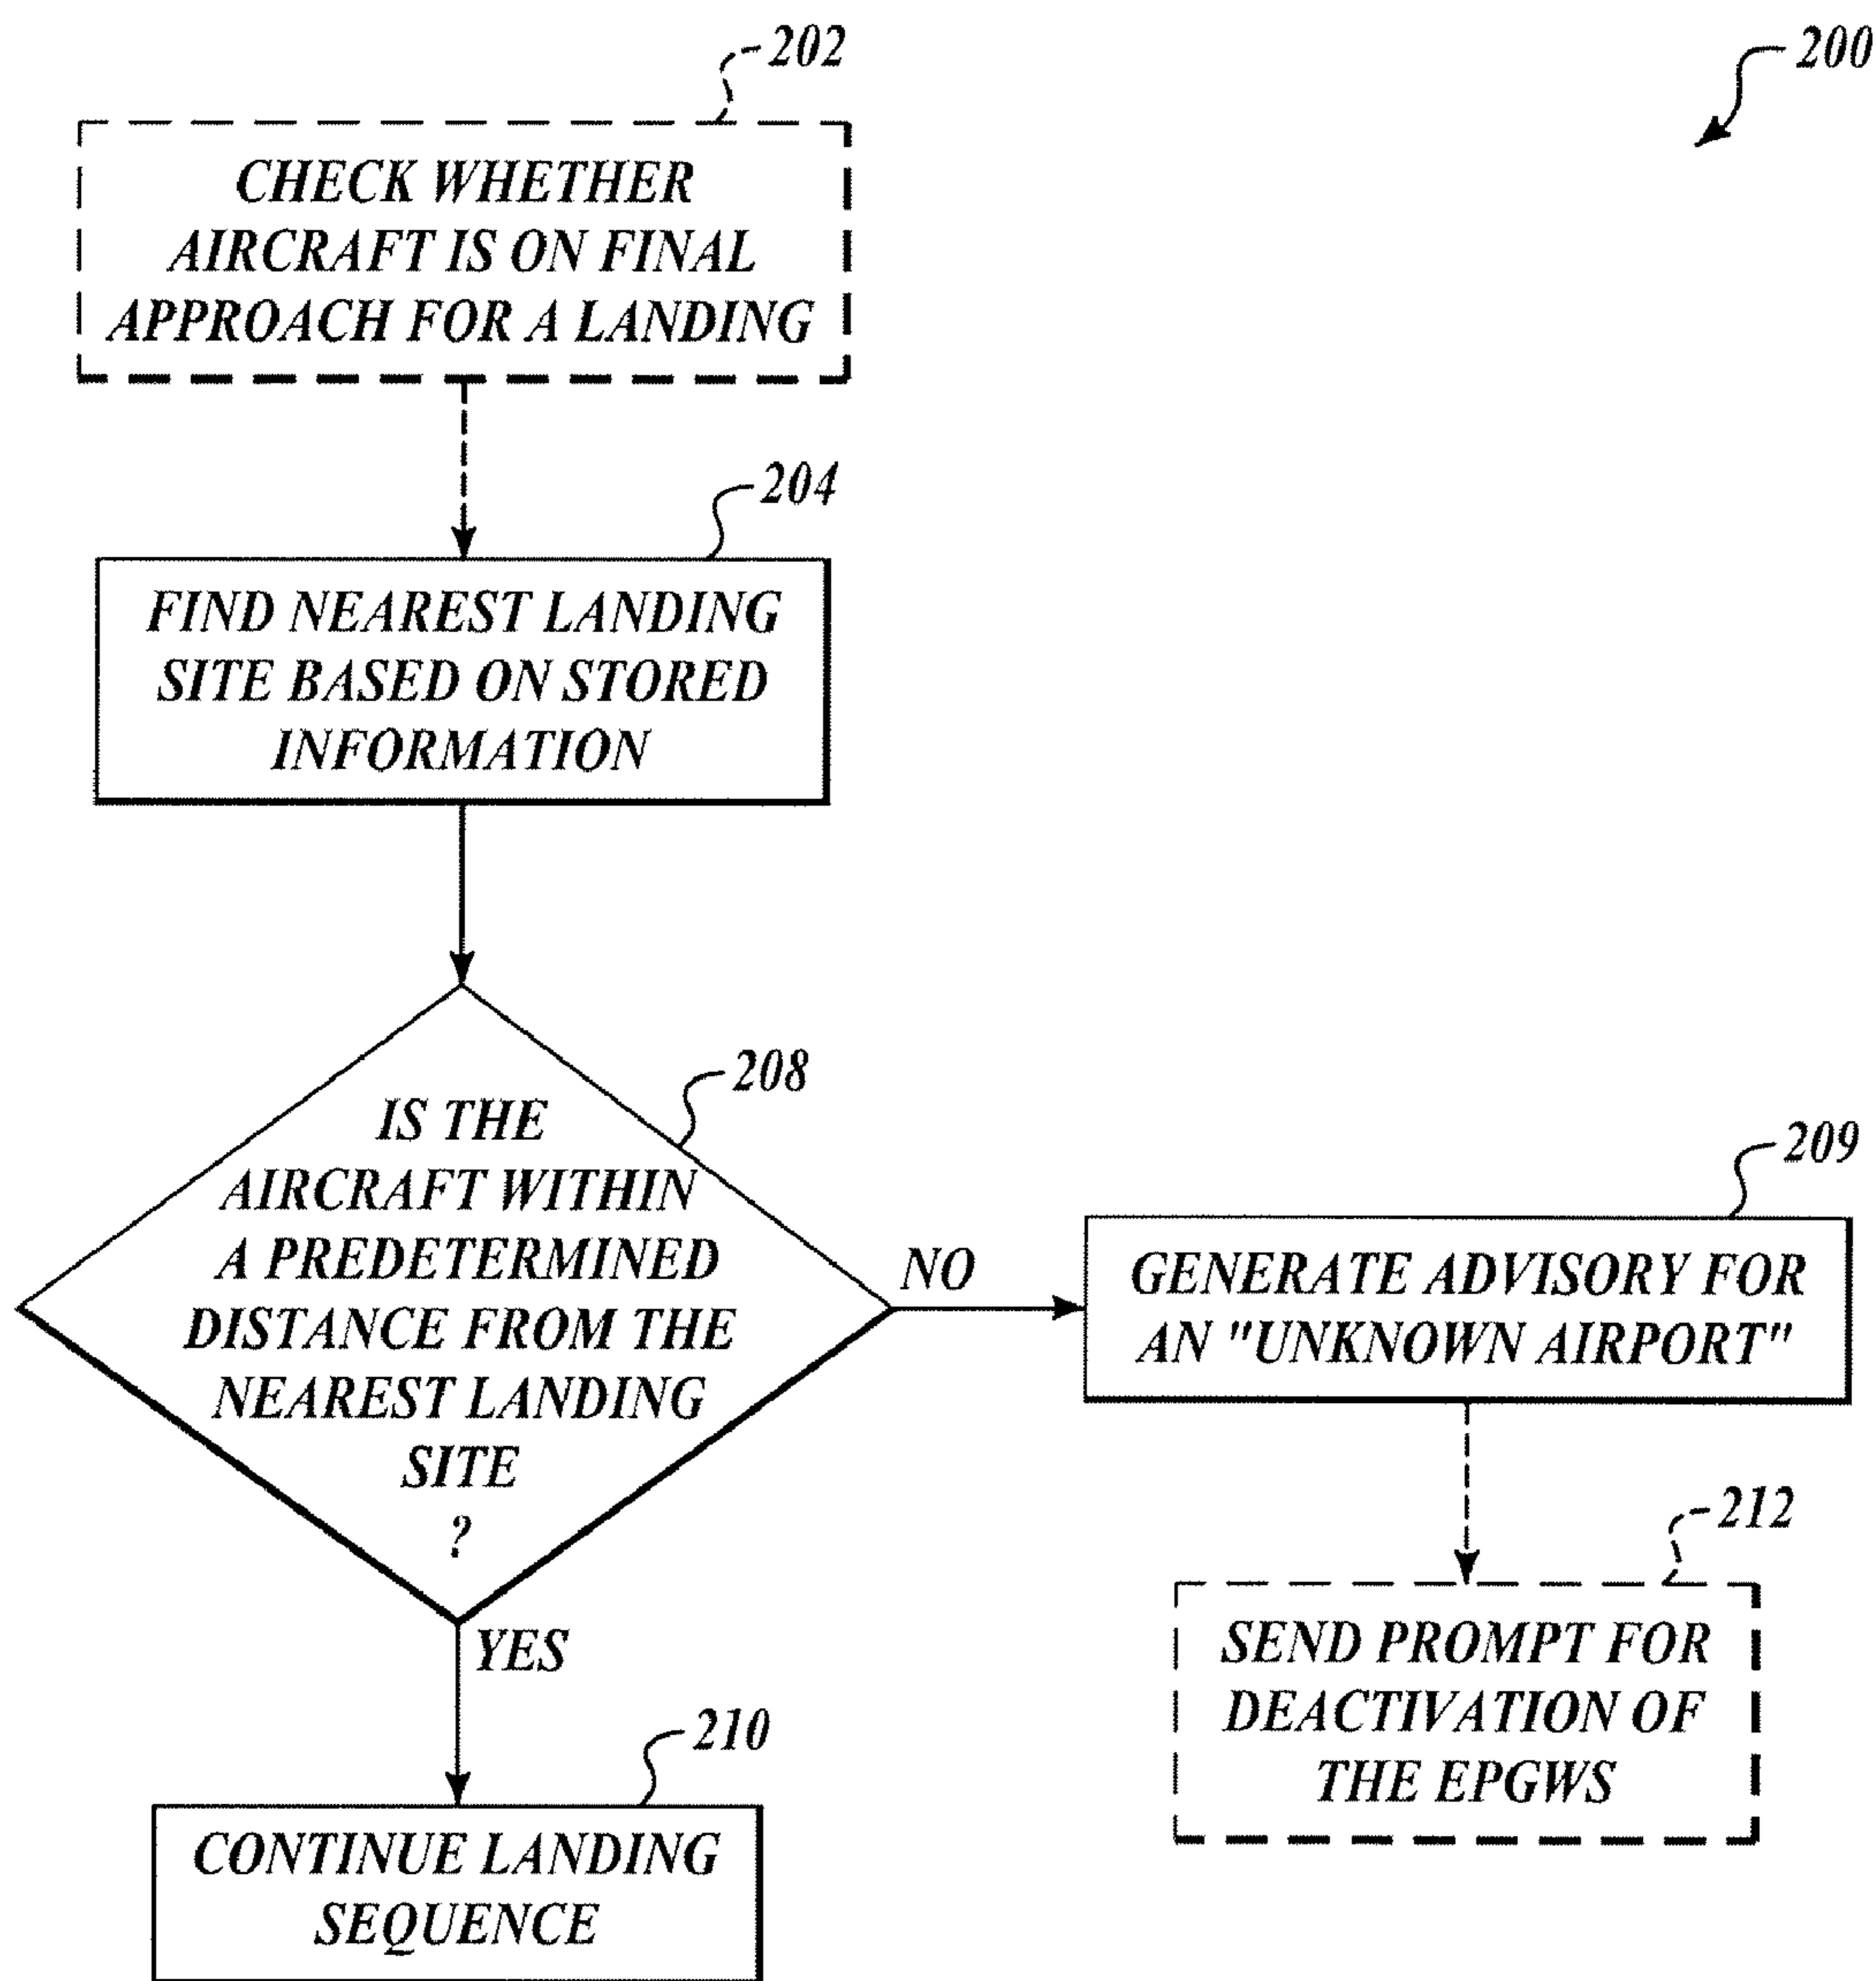 202
200
CHECK WHETHER
AIRCRAFT IS ON FINAL
APPROACH FOR A LANDING
204
FIND NEAREST LANDING
SITE BASED ON STORED
INFORMATION
208
IS THE
AIRCRAFT WITHIN
A PREDETERMINED
DISTANCE FROM THE
NEAREST LANDING
SITE
?
NO
209
GENERATE ADVISORY FOR
AN "UNKNOWN AIRPORT"
212
SEND PROMPT FOR
DEACTIVATION OF
THE EPGWS
YES
210
CONTINUE LANDING
SEQUENCE